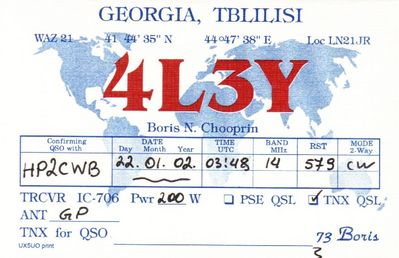 GEORGIA, TBLILISI
WAZ 21 41° 44' 35" N 44°47' 38" E Loc LN21JR
4L3Y
Boris N. Chooprin
Confirming QSO with DATE Day Month Year TIME UTC BAND MHz RST MODE 2-Way
HP2CWB 22. 01. 02 03:48 14 579 CW
TRCVR IC-706 Pwr 200 W PSE QSL TNX QSL
ANT GP
TNX for QSO 73 Boris
UX5UO print